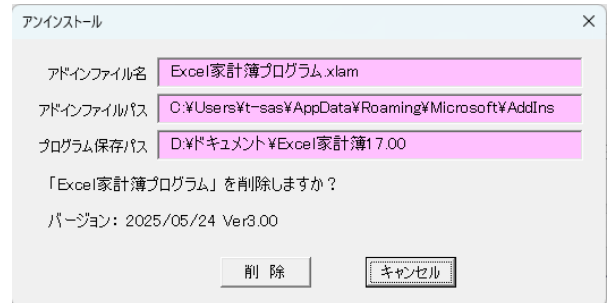 アンインストール
アドインファイル名 Excel家計簿プログラム.xlam
アドインファイルパス C:¥Users¥t-sas¥AppData¥Roaming¥Microsoft¥AddIns
プログラム保存パス D:¥ドキュメント¥Excel家計簿17.00
「Excel家計簿プログラム」を削除しますか？
バージョン： 2025/05/24 Ver3.00
削 除 キャンセル